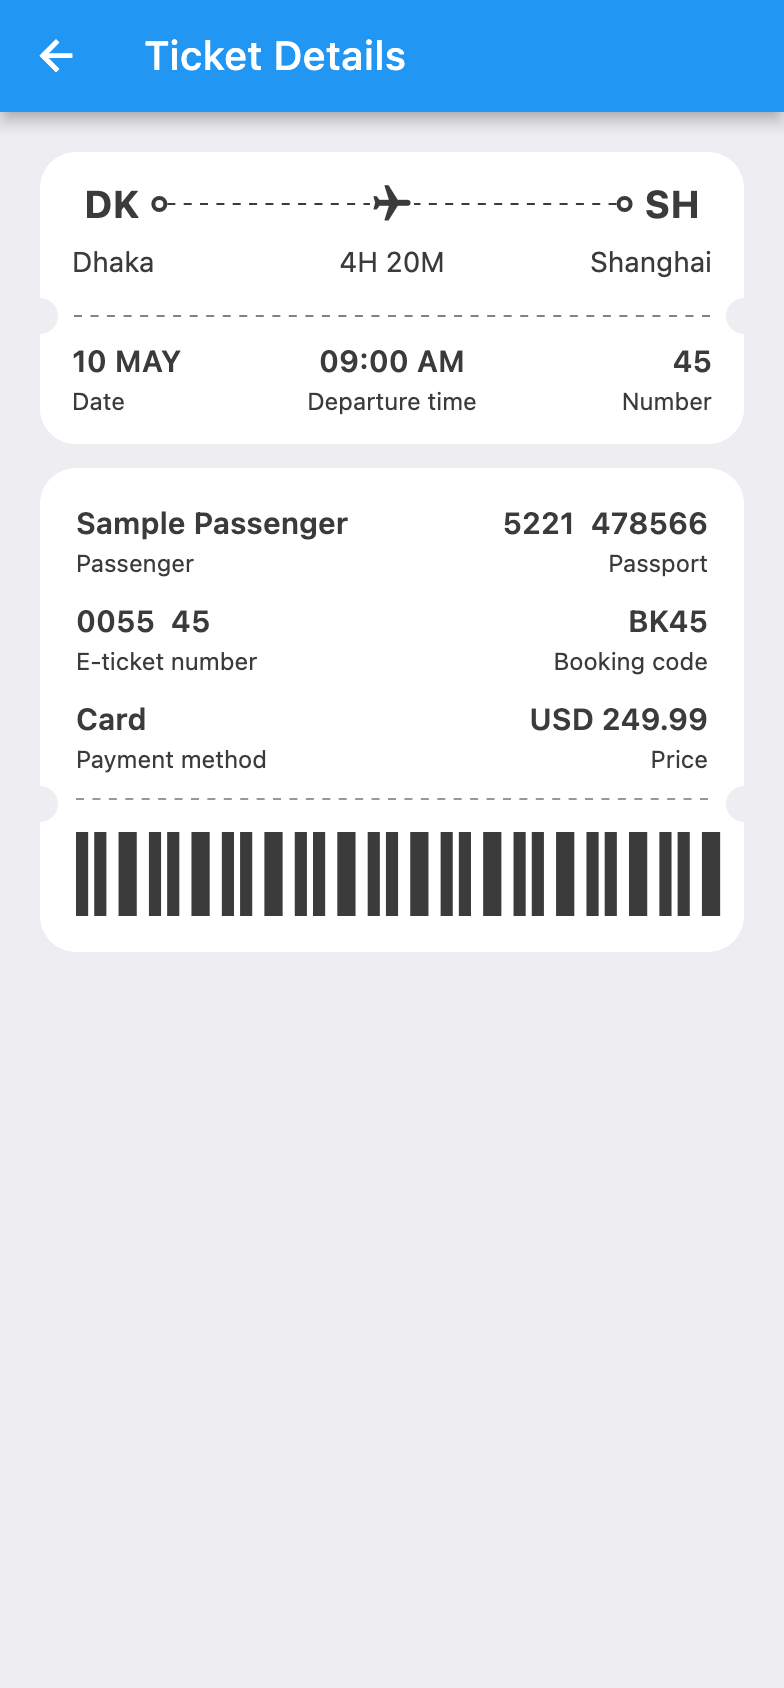 Ticket Details
DK SH
Dhaka 4H 20M Shanghai
10 MAY 09:00 AM 45
Date Departure time Number
Sample Passenger 5221  478566
Passenger Passport
0055  45 BK45
E-ticket number Booking code
Card USD 249.99
Payment method Price